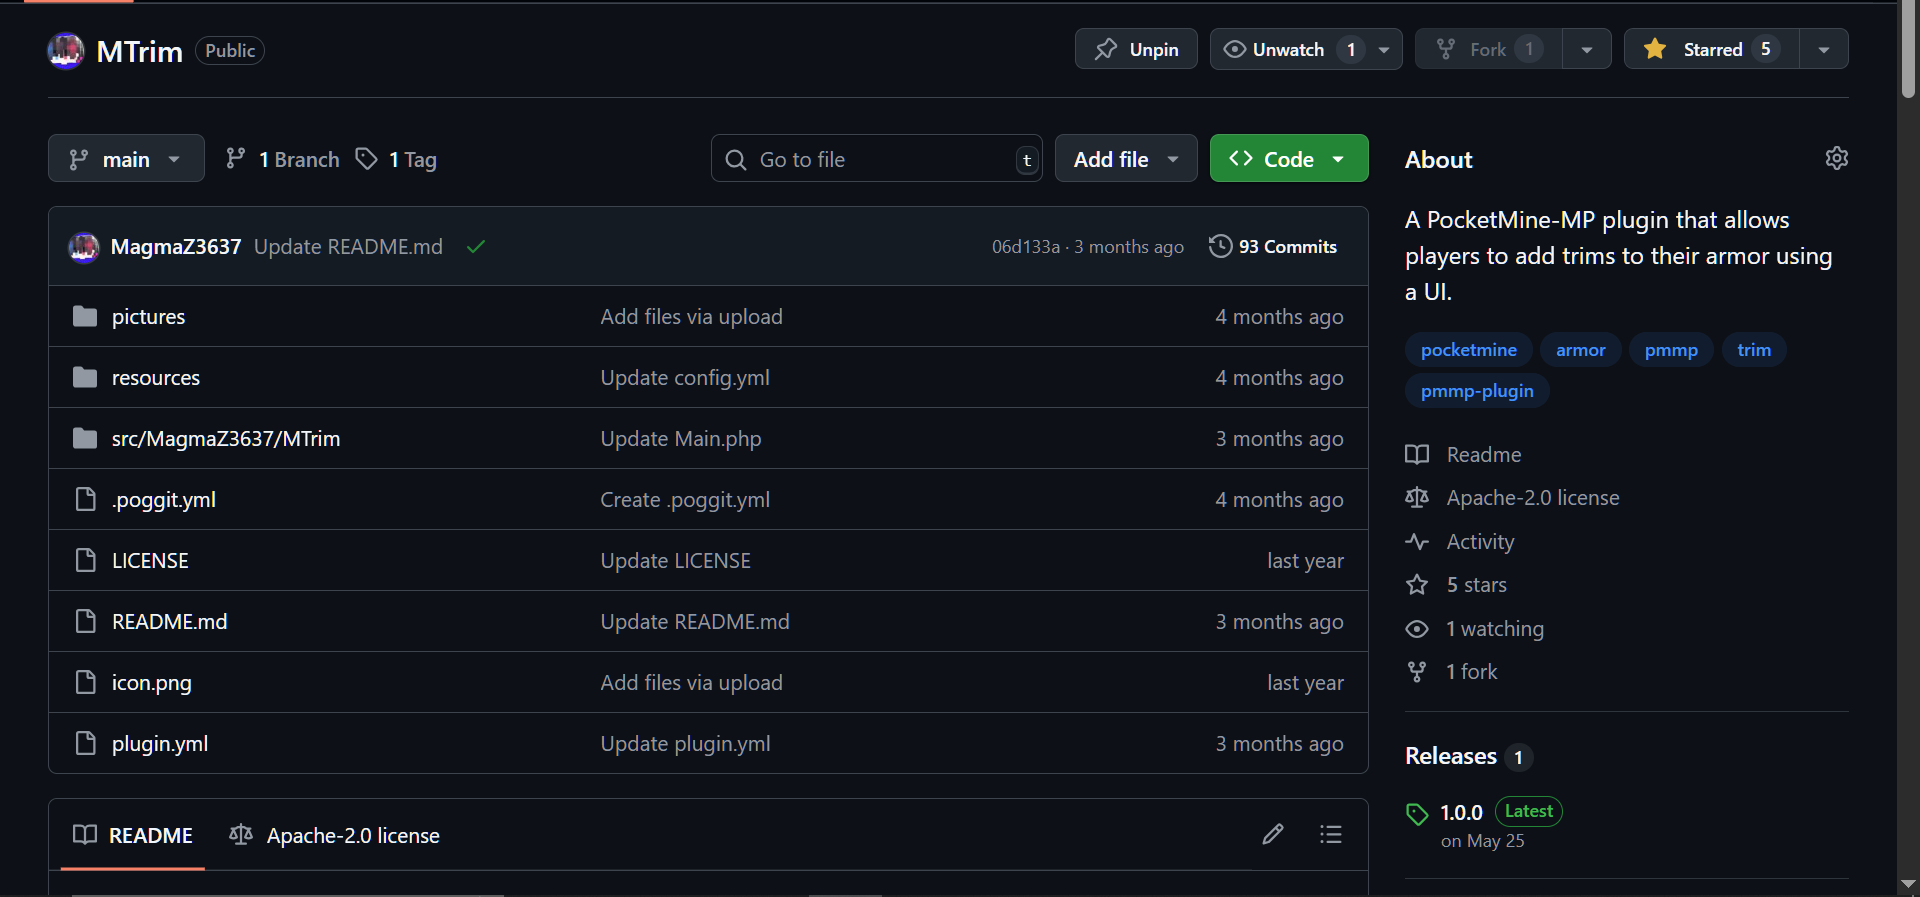 MTrim Public Unpin Unwatch 1 Fork 1 Starred 5
main 1 Branch 1 Tag Go to file t Add file Code
MagmaZ3637 Update README.md 06d133a · 3 months ago 93 Commits
pictures Add files via upload 4 months ago
resources Update config.yml 4 months ago
src/MagmaZ3637/MTrim Update Main.php 3 months ago
.poggit.yml Create .poggit.yml 4 months ago
LICENSE Update LICENSE last year
README.md Update README.md 3 months ago
icon.png Add files via upload last year
plugin.yml Update plugin.yml 3 months ago
README Apache-2.0 license
About
A PocketMine-MP plugin that allows
players to add trims to their armor using
a UI.
pocketmine armor pmmp trim
pmmp-plugin
Readme
Apache-2.0 license
Activity
5 stars
1 watching
1 fork
Releases 1
1.0.0 Latest
on May 25